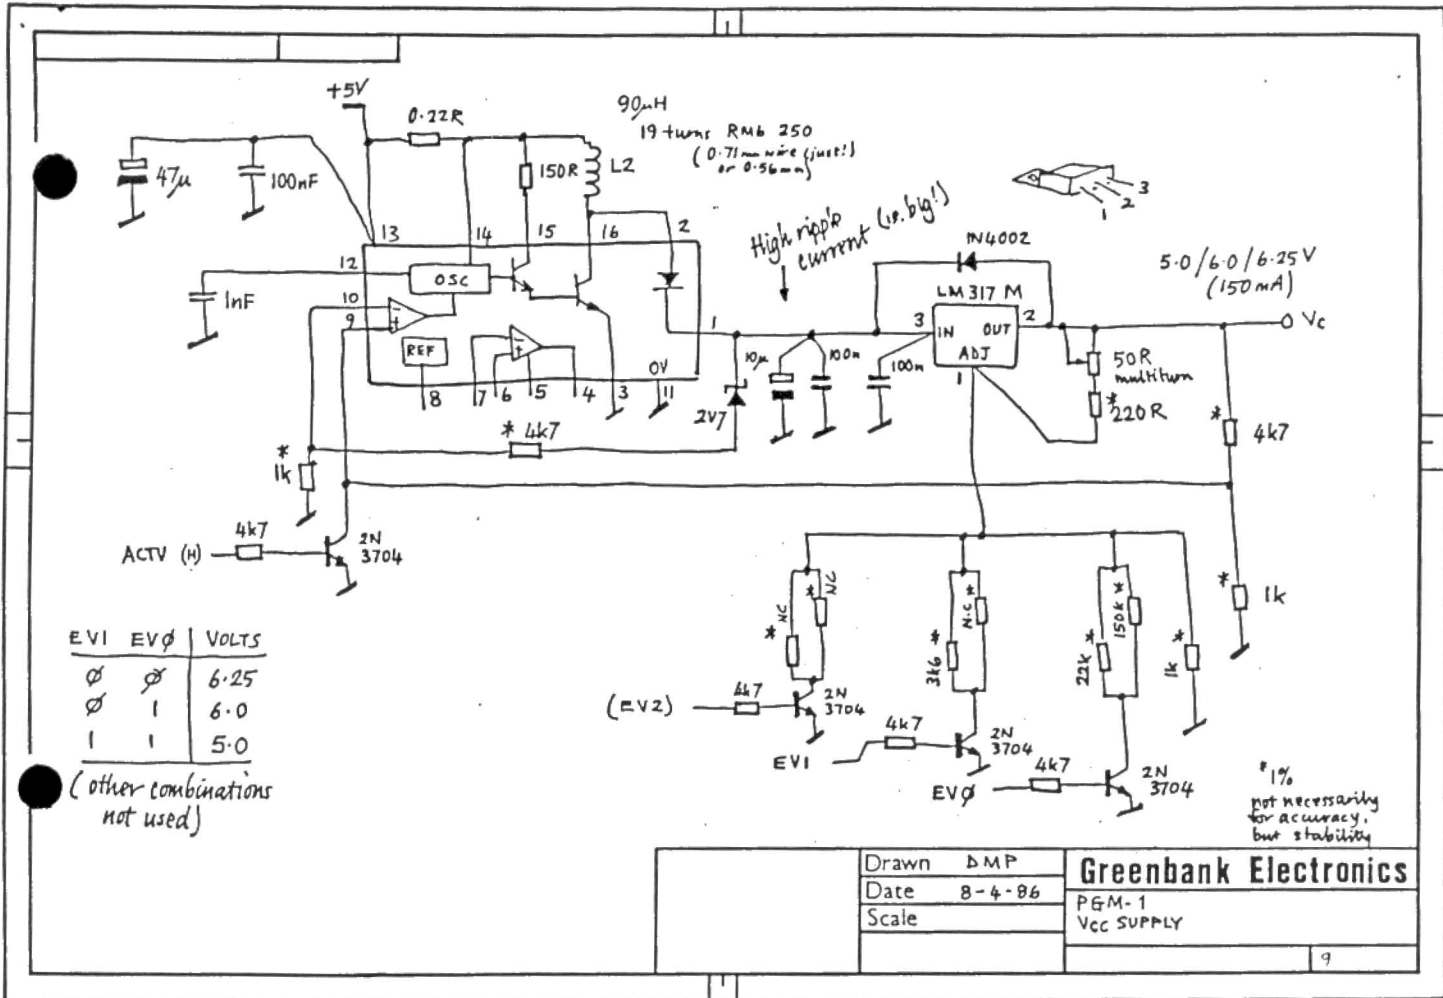 1
+5V
0.22R
90µH
19 turns RM6 250
(0.71mm wire (just!)
or 0.56mm)
47µ
100nF
150R
L2
3
2
1
High ripple
current (ie. big!)
13
14
15
16
2
IN4002
5.0/6.0/6.25V
(150mA)
12
OSC
1nF
10
9
-
+
REF
-
+
0V
LM317M
1
3
IN
OUT
2
ADJ
1
Vc
50R
multiturn
* 220R
10µ
100n
100n
8
7
6
5
4
3
11
2V7
* 4k7
* 4k7
* 1k
ACTV (H)
4k7
2N
3704
* NC
* NC
3k6 *
N.C *
22k *
150k *
1k *
* 1k
EV1 EVØ VOLTS
Ø Ø 6.25
Ø 1 6.0
1 1 5.0
(other combinations
not used)
(EV2)
4k7
2N
3704
EV1
4k7
2N
3704
EVØ
4k7
2N
3704
*1%
not necessarily
for accuracy,
but stability
Drawn DMP
Date 8-4-86
Scale
Greenbank Electronics
PGM-1
Vcc SUPPLY
9